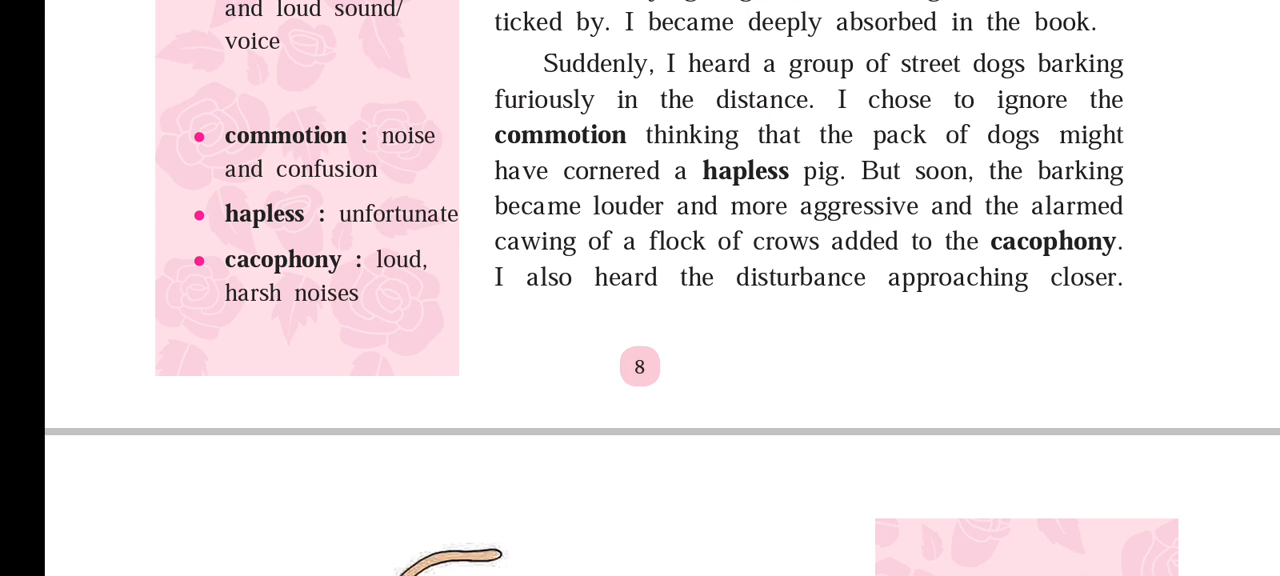 and loud sound/
voice
commotion : noise
and confusion
hapless : unfortunate
cacophony : loud,
harsh noises
ticked by. I became deeply absorbed in the book.
Suddenly, I heard a group of street dogs barking
furiously in the distance. I chose to ignore the
commotion thinking that the pack of dogs might
have cornered a hapless pig. But soon, the barking
became louder and more aggressive and the alarmed
cawing of a flock of crows added to the cacophony.
I also heard the disturbance approaching closer.
8